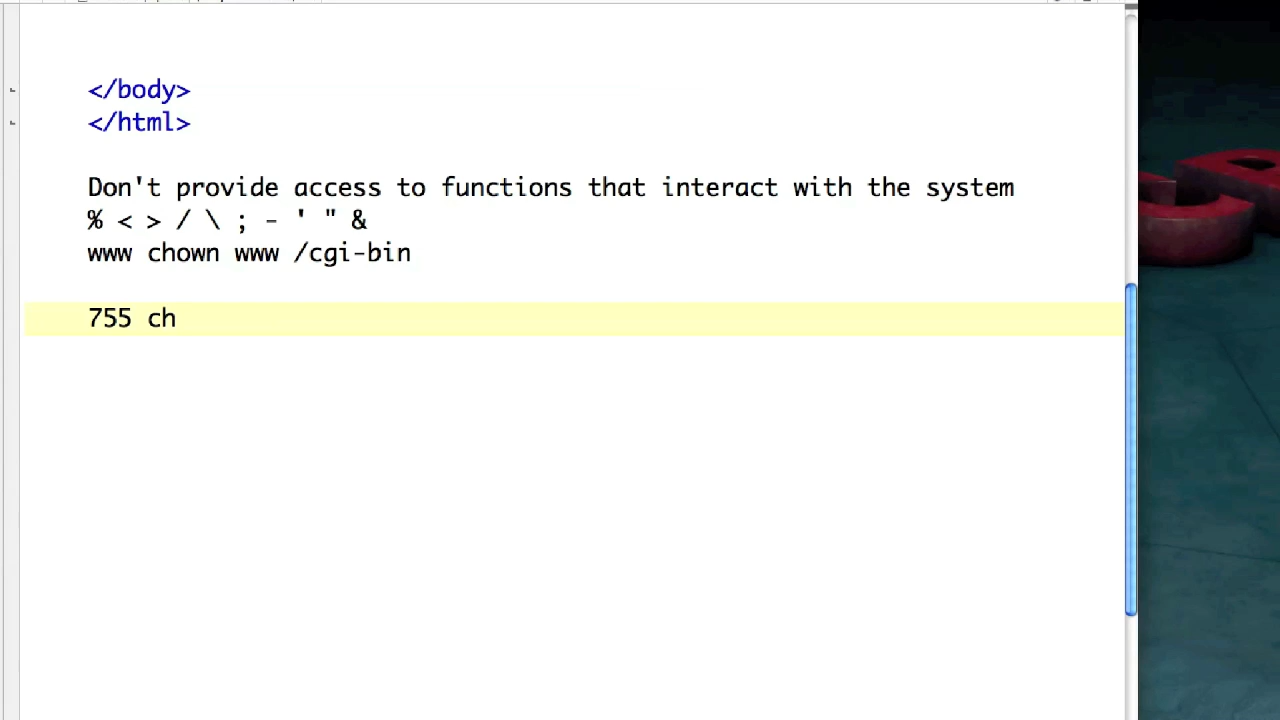 </body>
</html>
Don't provide access to functions that interact with the system
% < > / \ ; - ' " &
www chown www /cgi-bin
755 ch